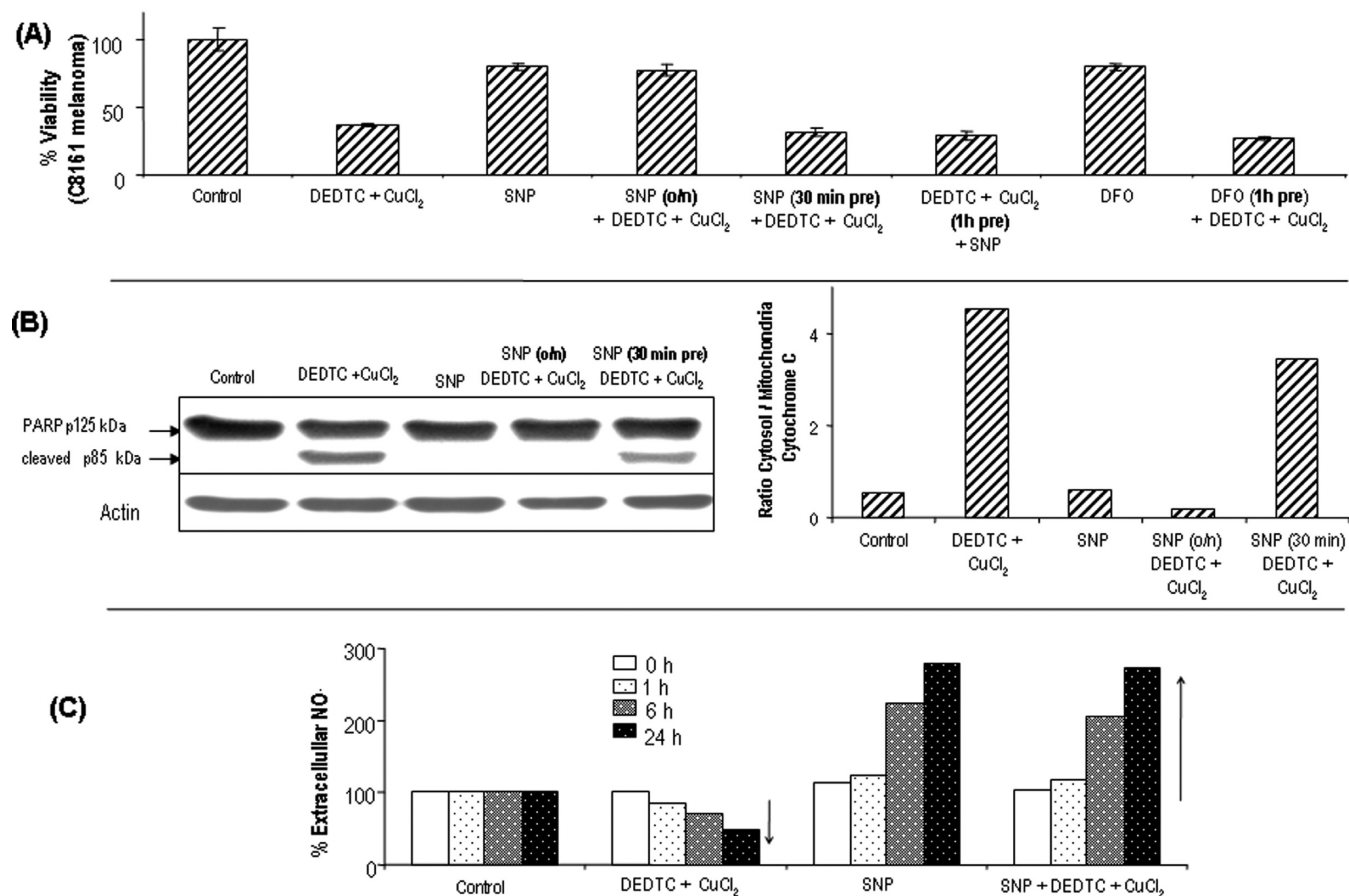 (A)
% Viability
(C8161 melanoma)
100
50
0
Control
DEDTC + CuCl₂
SNP
SNP (o/n)
+ DEDTC + CuCl₂
SNP (30 min pre)
+DEDTC + CuCl₂
DEDTC + CuCl₂
(1h pre)
+SNP
DFO
DFO (1h pre)
+ DEDTC + CuCl₂
(B)
Control
DEDTC +CuCl₂
SNP
SNP (o/n)
DEDTC + CuCl₂
SNP (30 min pre)
DEDTC + CuCl₂
PARP p125 kDa
cleaved p85 kDa
Actin
Ratio Cytosol / Mitochondria
Cytochrome C
4
2
0
Control
DEDTC +
CuCl₂
SNP
SNP (o/n)
DEDTC +
CuCl₂
SNP (30 min)
DEDTC +
CuCl₂
(C)
% Extracellular NO·
300
200
100
0
0 h
1 h
6 h
24 h
Control
DEDTC + CuCl₂
SNP
SNP + DEDTC + CuCl₂